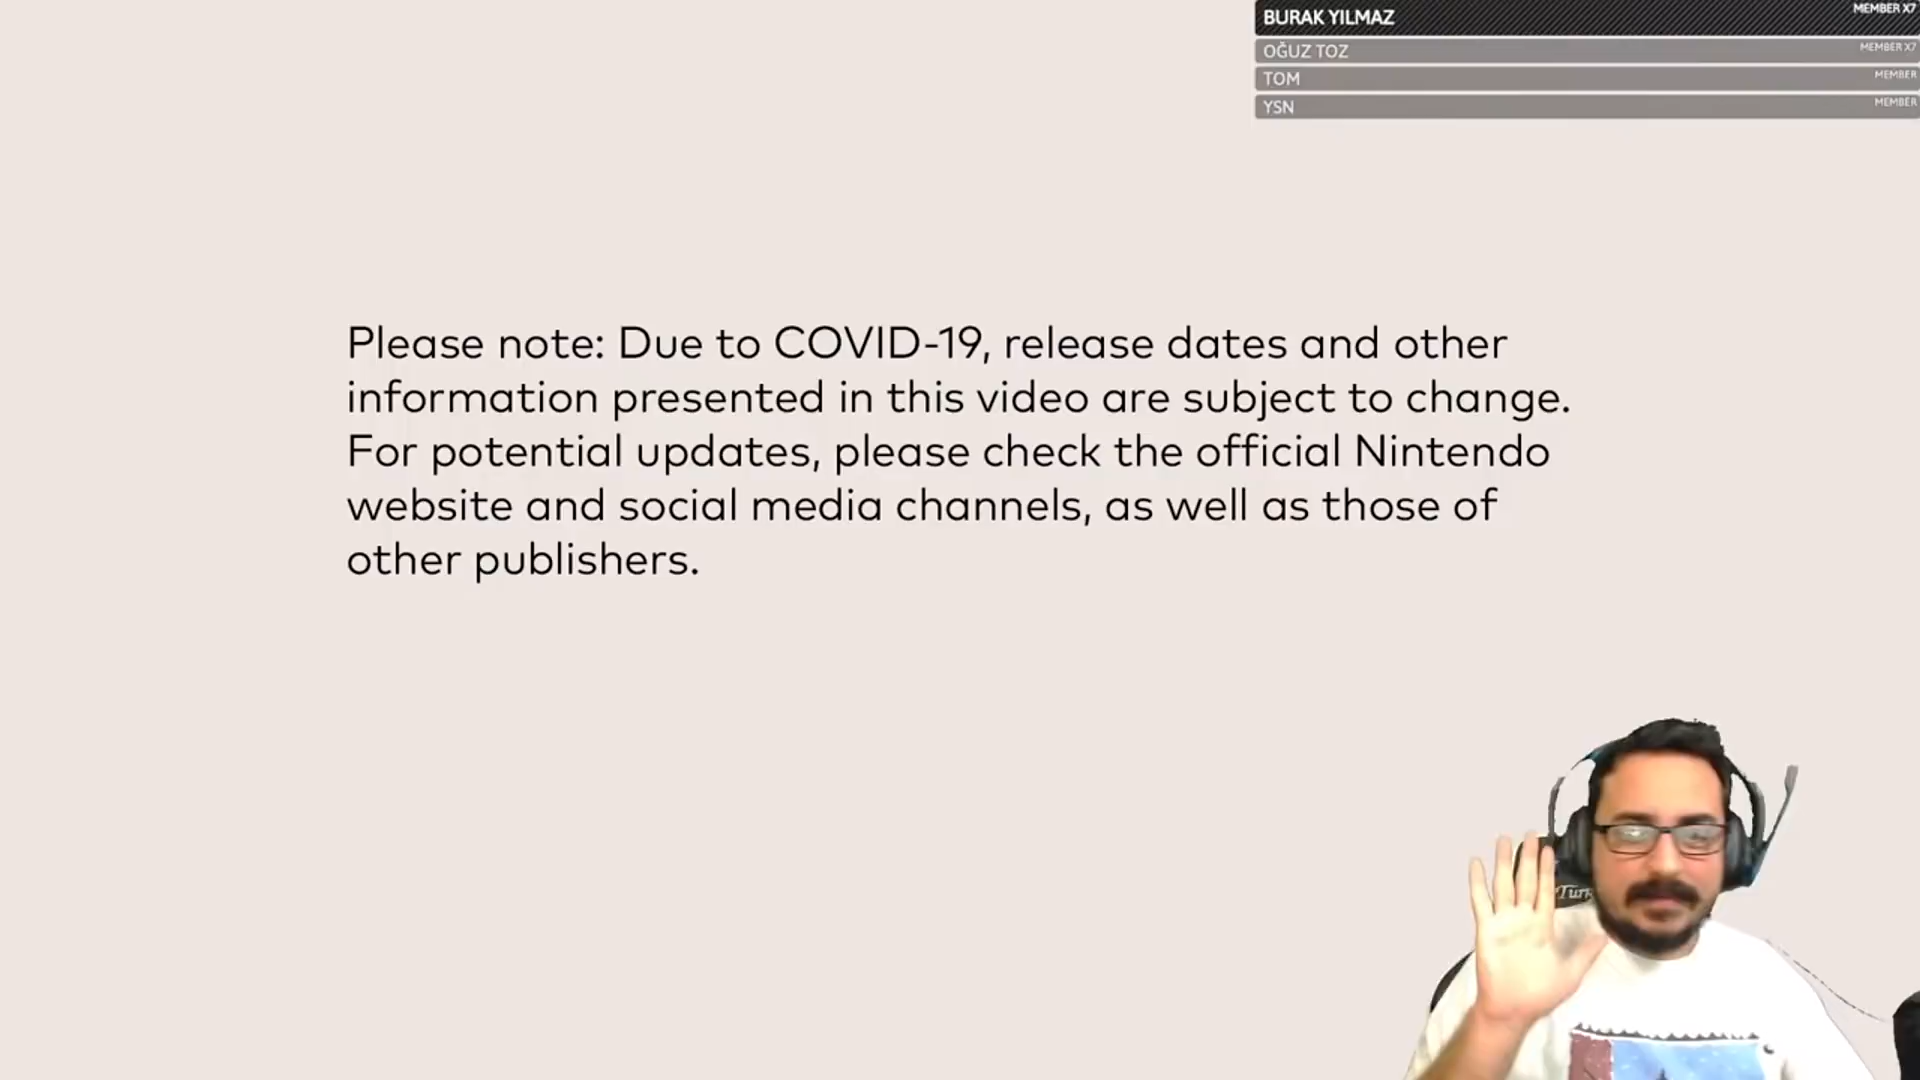 BURAK YILMAZ MEMBER X7
OĞUZ TOZ MEMBER X7
TOM MEMBER
YSN MEMBER
Please note: Due to COVID-19, release dates and other
information presented in this video are subject to change.
For potential updates, please check the official Nintendo
website and social media channels, as well as those of
other publishers.